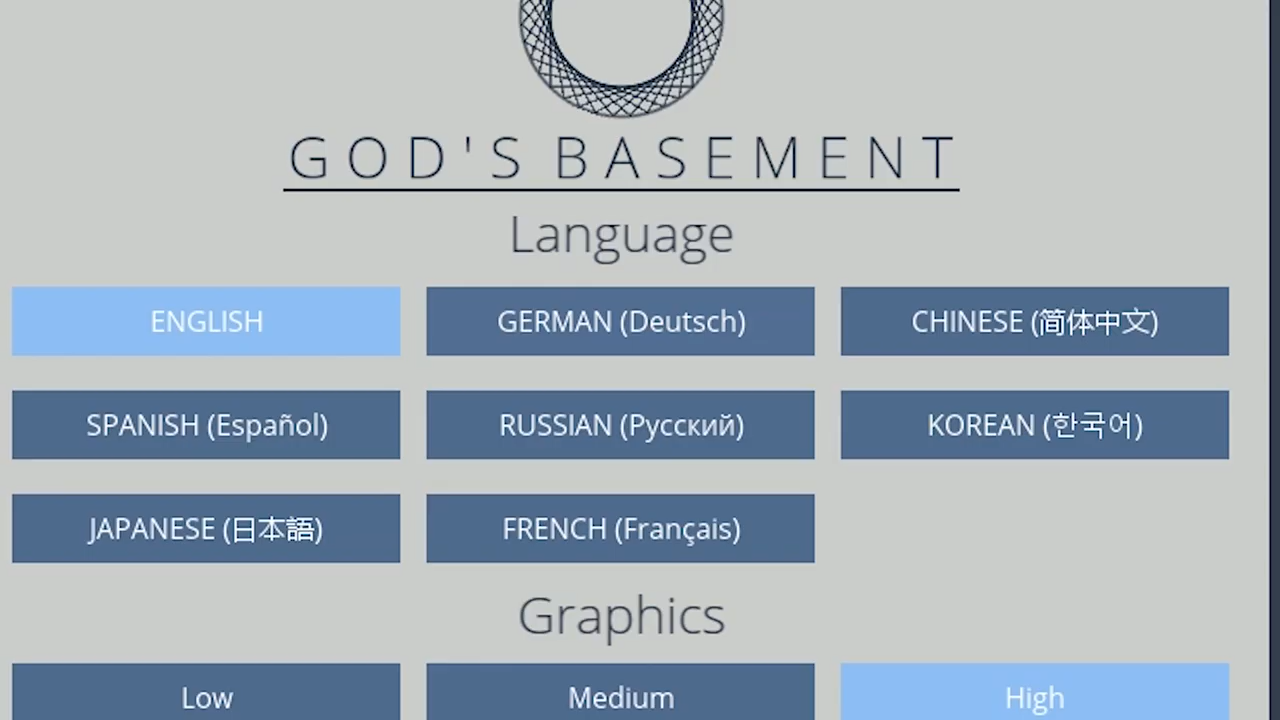 GOD'S BASEMENT
Language
ENGLISH
GERMAN (Deutsch)
CHINESE (简体中文)
SPANISH (Español)
RUSSIAN (Русский)
KOREAN (한국어)
JAPANESE (日本語)
FRENCH (Français)
Graphics
Low
Medium
High